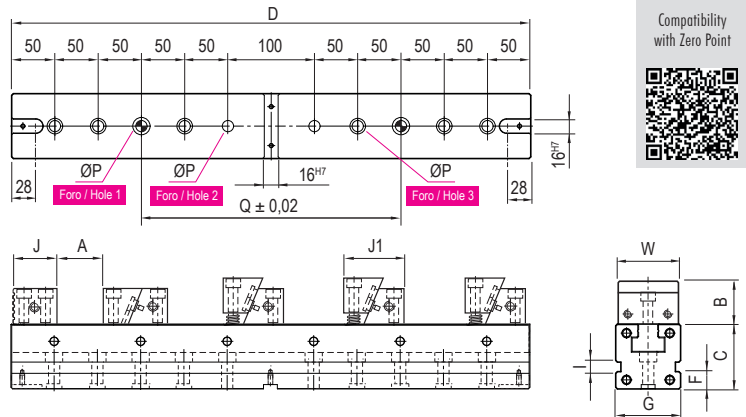 D
50 50 50 50 50 100 50 50 50 50 50
Compatibility
with Zero Point
28
ØP
Foro / Hole 1
ØP
Foro / Hole 2
16H7
Foro / Hole 3
28
16H7
Q ± 0,02
J A J1 W
B
C
I
F
G